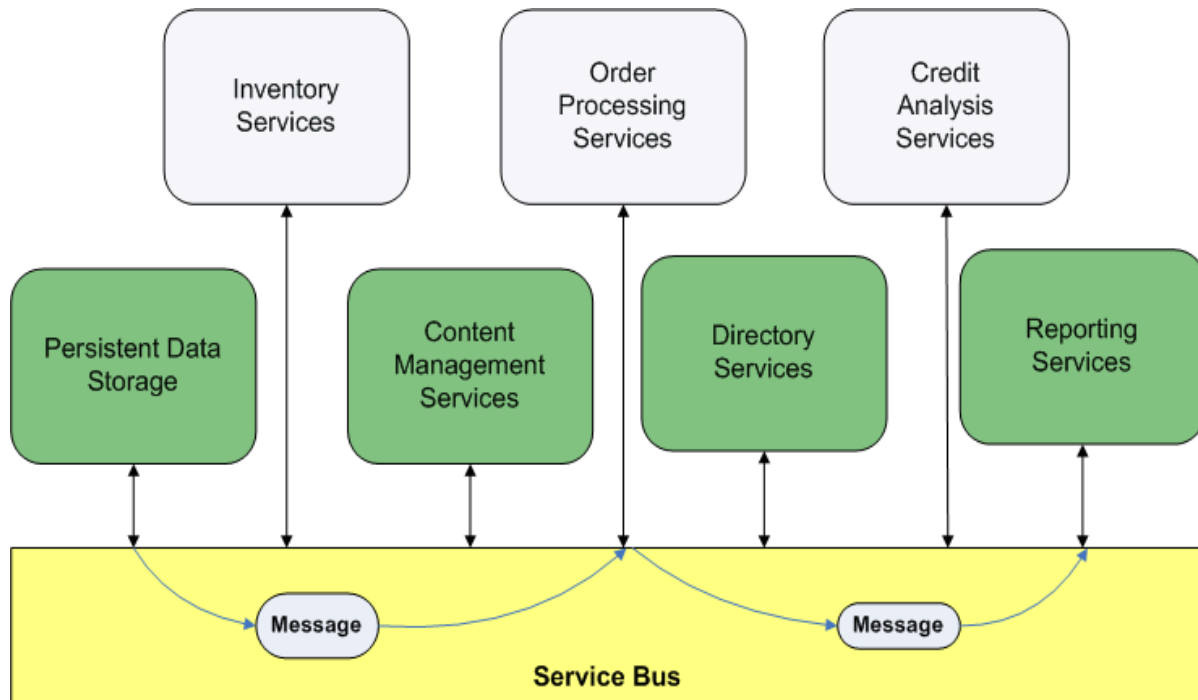 Inventory
Services
Order
Processing
Services
Credit
Analysis
Services
Persistent Data
Storage
Content
Management
Services
Directory
Services
Reporting
Services
Message
Message
Service Bus